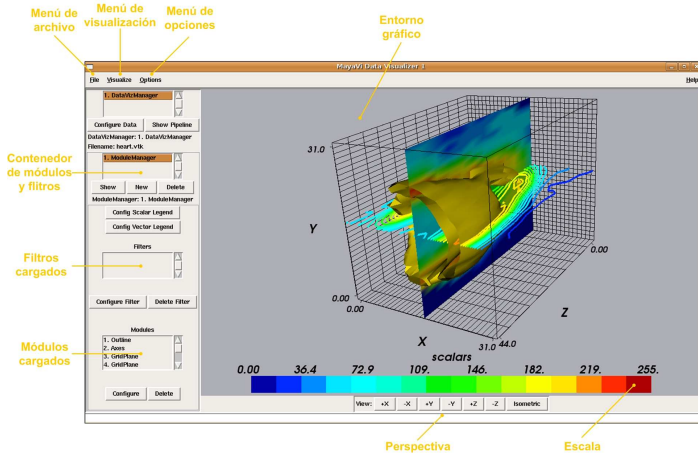 Menú de archivo
Menú de visualización
Menú de opciones
Entorno gráfico
MayaVi Data Visualizer 1
File Visualize Options Help
1. DataVizManager
Configure Data Show Pipeline
DataVizManager: 1. DataVizManager
Filename: heart.vtk
Contenedor de módulos y flitros
1. ModuleManager
Show New Delete
ModuleManager: 1. ModuleManager
Config Scalar Legend
Config Vector Legend
Filtros cargados
Filters
Configure Filter Delete Filter
Módulos cargados
Modules
1. Outline
2. Axes
3. GridPlane
4. GridPlane
Configure Delete
31.0
Y
0.00
0.00
X
31.0
44.0
Z
0.00
scalars
0.00 36.4 72.9 109. 146. 182. 219. 255.
View: +X -X +Y -Y +Z -Z Isometric
Perspectiva
Escala